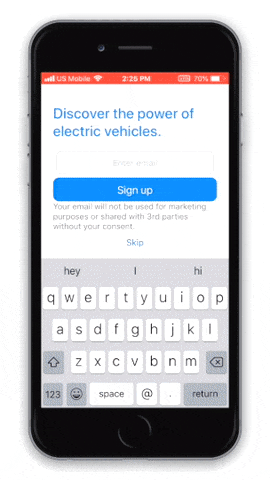 US Mobile 2:25 PM 70%
Discover the power of
electric vehicles.
Enter email
Sign up
Your email will not be used for marketing
purposes or shared with 3rd parties
without your consent.
Skip
hey I hi
q w e r t y u i o p
a s d f g h j k l
z x c v b n m
123 space @ . return